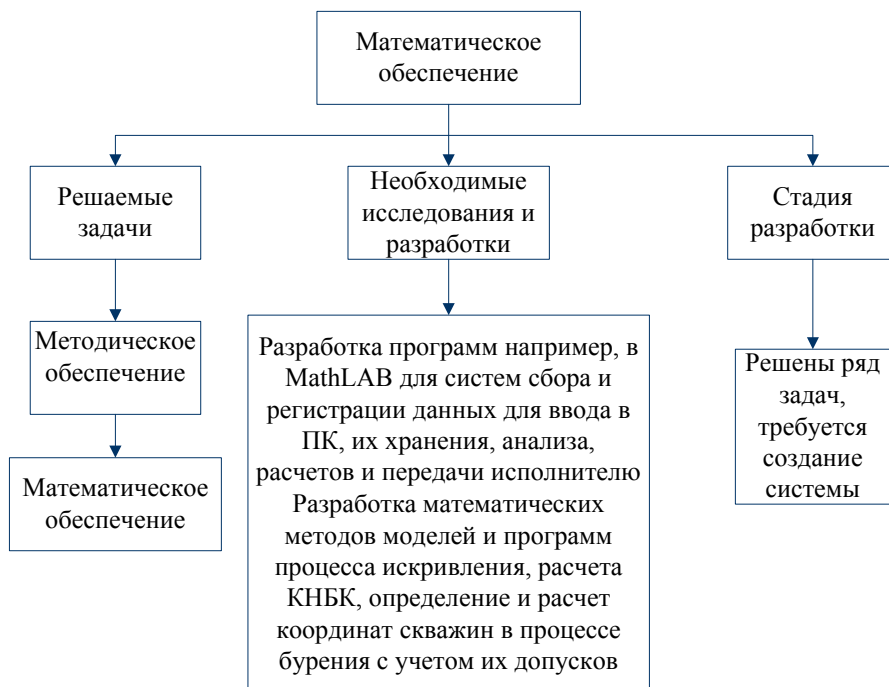 Математическое
обеспечение
Решаемые
задачи
Необходимые
исследования и
разработки
Стадия
разработки
Методическое
обеспечение
Математическое
обеспечение
Разработка программ например, в
MathLAB для систем сбора и
регистрации данных для ввода в
ПК, их хранения, анализа,
расчетов и передачи исполнителю
Разработка математических
методов моделей и программ
процесса искривления, расчета
КНБК, определение и расчет
координат скважин в процессе
бурения с учетом их допусков
Решены ряд
задач,
требуется
создание
системы